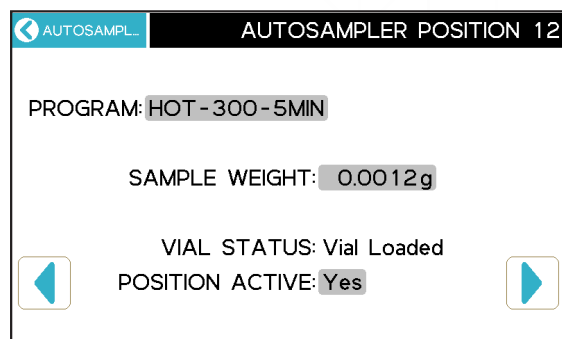 AUTOSAMPL... AUTOSAMPLER POSITION 12
PROGRAM: HOT-300-5MIN
SAMPLE WEIGHT: 0.0012g
VIAL STATUS: Vial Loaded
POSITION ACTIVE: Yes